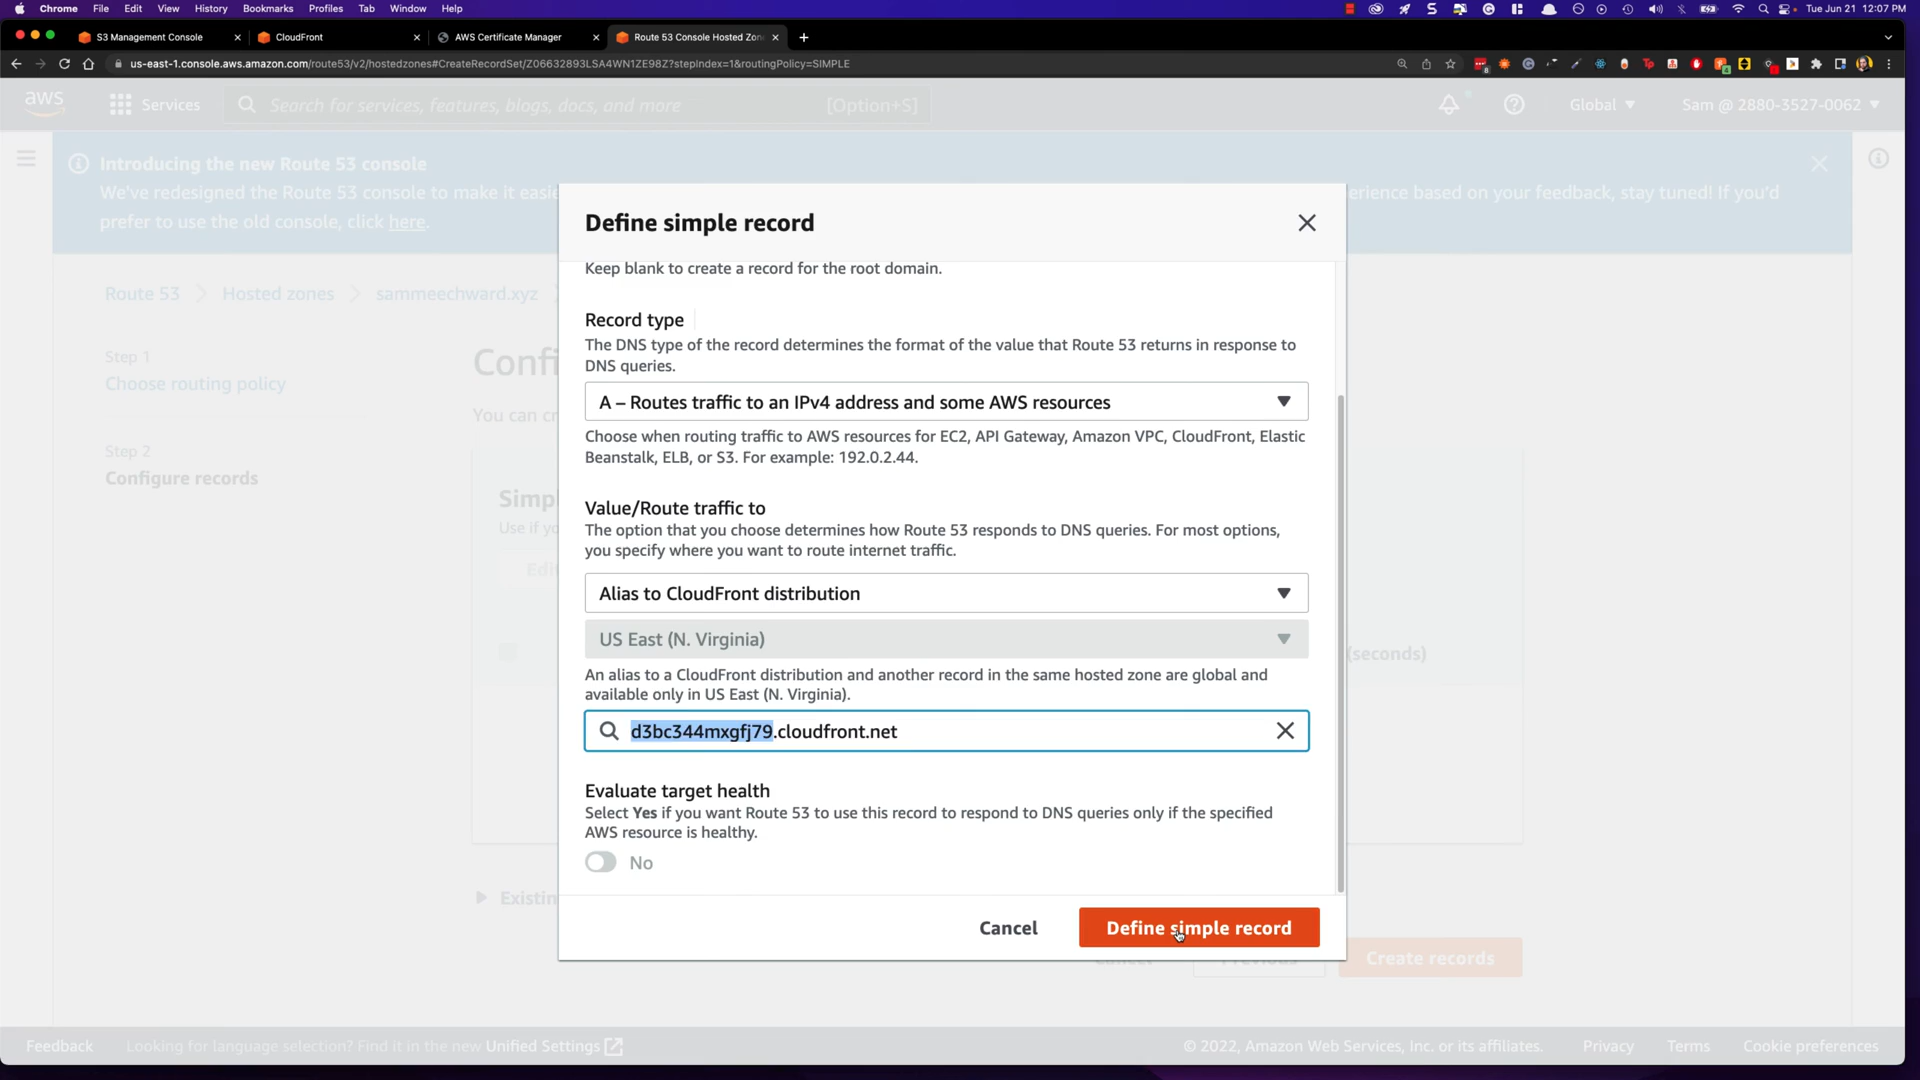 Chrome File Edit View History Bookmarks Profiles Tab Window Help
Tue Jun 21 12:07 PM
S3 Management Console
CloudFront
AWS Certificate Manager
Route 53 Console Hosted Zon
us-east-1.console.aws.amazon.com/route53/v2/hostedzones#CreateRecordSet/Z06632893LSA4WN1ZE98Z?stepIndex=1&routingPolicy=SIMPLE
aws
Services
Search for services, features, blogs, docs, and more
[Option+S]
Global
Sam @ 2880-3527-0062
Introducing the new Route 53 console
We've redesigned the Route 53 console to make it easie
erience based on your feedback, stay tuned! If you'd
prefer to use the old console, click here.
Define simple record
Keep blank to create a record for the root domain.
Route 53
Hosted zones
sammeechward.xyz
Step 1
Choose routing policy
Step 2
Configure records
Confi
You can cr
Simp
Use if yo
Edi
(seconds)
Record type
The DNS type of the record determines the format of the value that Route 53 returns in response to
DNS queries.
A – Routes traffic to an IPv4 address and some AWS resources
Choose when routing traffic to AWS resources for EC2, API Gateway, Amazon VPC, CloudFront, Elastic
Beanstalk, ELB, or S3. For example: 192.0.2.44.
Value/Route traffic to
The option that you choose determines how Route 53 responds to DNS queries. For most options,
you specify where you want to route internet traffic.
Alias to CloudFront distribution
US East (N. Virginia)
An alias to a CloudFront distribution and another record in the same hosted zone are global and
available only in US East (N. Virginia).
d3bc344mxgfj79.cloudfront.net
Evaluate target health
Select Yes if you want Route 53 to use this record to respond to DNS queries only if the specified
AWS resource is healthy.
No
Existin
Cancel
Define simple record
Cancel
Previous
Create records
Feedback
Looking for language selection? Find it in the new Unified Settings
© 2022, Amazon Web Services, Inc. or its affiliates.
Privacy
Terms
Cookie preferences